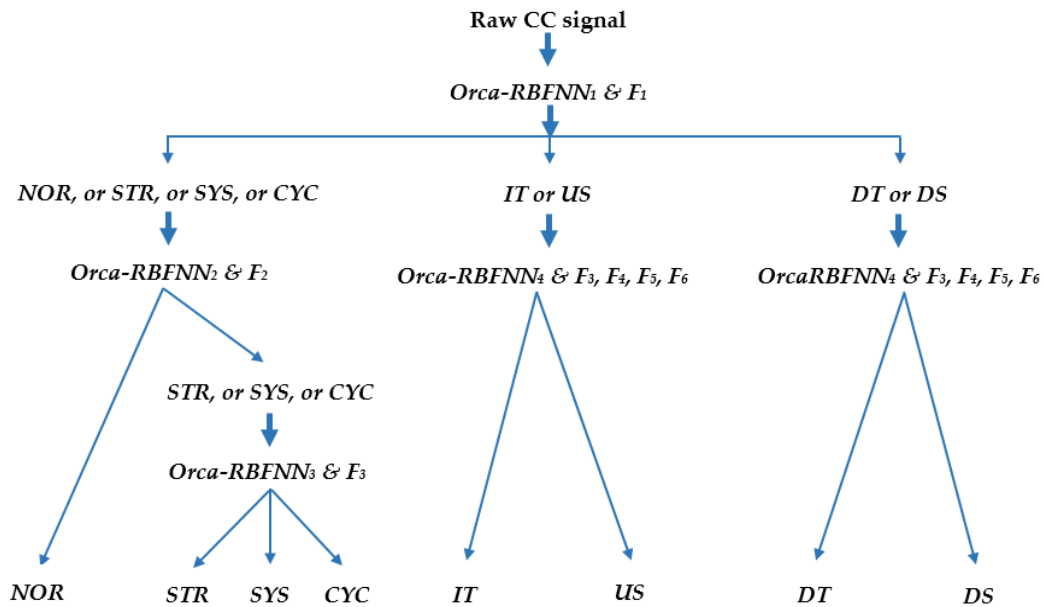 Raw CC signal
Orca-RBFNN₁ & F₁
NOR, or STR, or SYS, or CYC
IT or US
DT or DS
Orca-RBFNN₂ & F₂
Orca-RBFNN₄ & F₃, F₄, F₅, F₆
OrcaRBFNN₄ & F₃, F₄, F₅, F₆
STR, or SYS, or CYC
Orca-RBFNN₃ & F₃
NOR
STR
SYS
CYC
IT
US
DT
DS